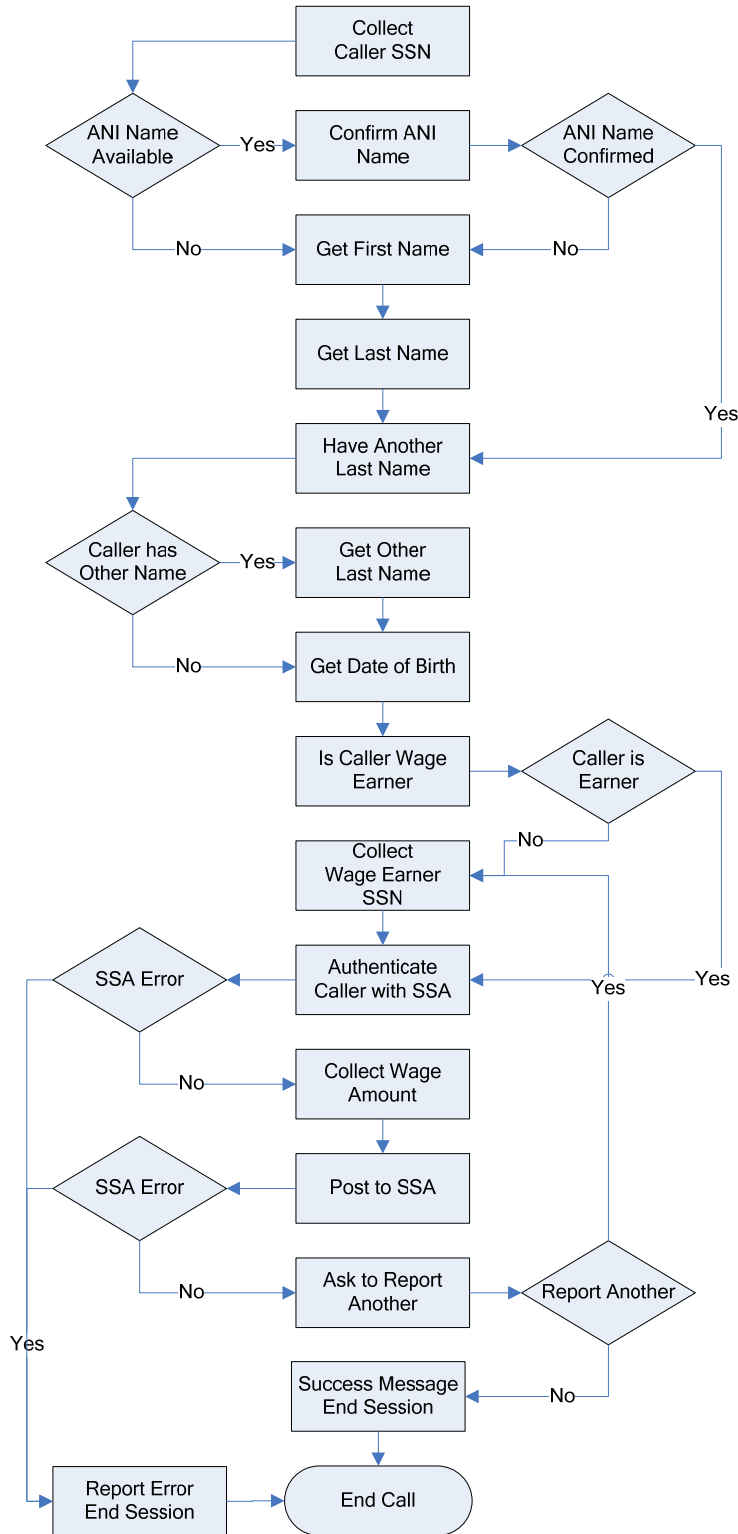 Collect
Caller SSN
ANI Name
Available
Yes
Confirm ANI
Name
ANI Name
Confirmed
No
Get First Name
No
Get Last Name
Yes
Have Another
Last Name
Caller has
Other Name
Yes
Get Other
Last Name
No
Get Date of Birth
Is Caller Wage
Earner
Caller is
Earner
No
Collect
Wage Earner
SSN
SSA Error
Authenticate
Caller with SSA
Yes
Yes
No
Collect Wage
Amount
SSA Error
Post to SSA
No
Ask to Report
Another
Report Another
Yes
Success Message
End Session
No
Report Error
End Session
End Call